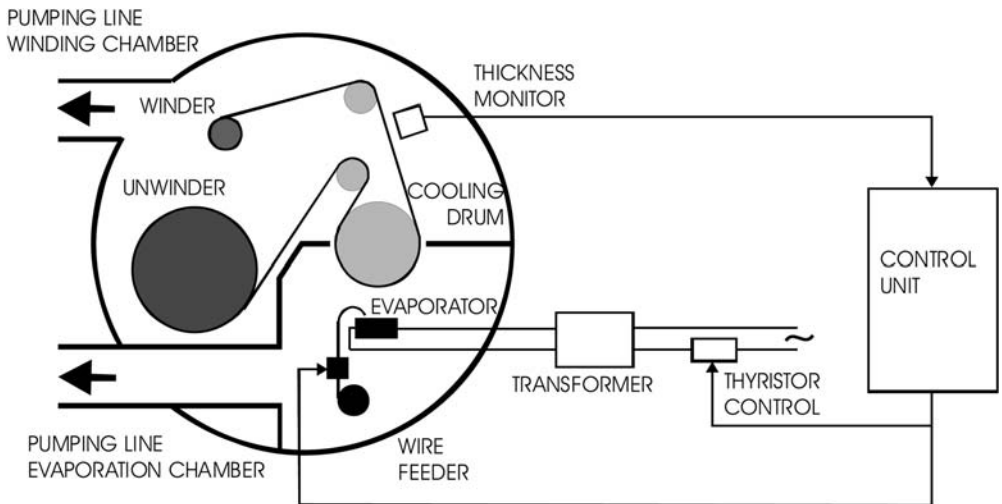 PUMPING LINE
WINDING CHAMBER
THICKNESS
MONITOR
WINDER
UNWINDER
COOLING
DRUM
CONTROL
UNIT
EVAPORATOR
~
TRANSFORMER
THYRISTOR
CONTROL
PUMPING LINE
EVAPORATION CHAMBER
WIRE
FEEDER